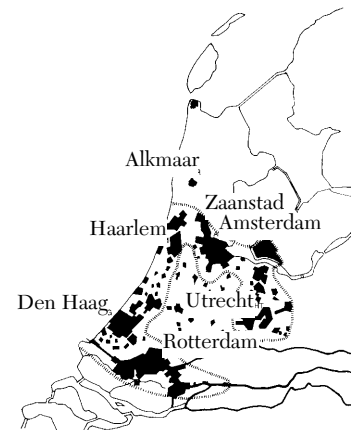 Alkmaar
Zaanstad
Haarlem
Amsterdam
Den Haag
Utrecht
Rotterdam